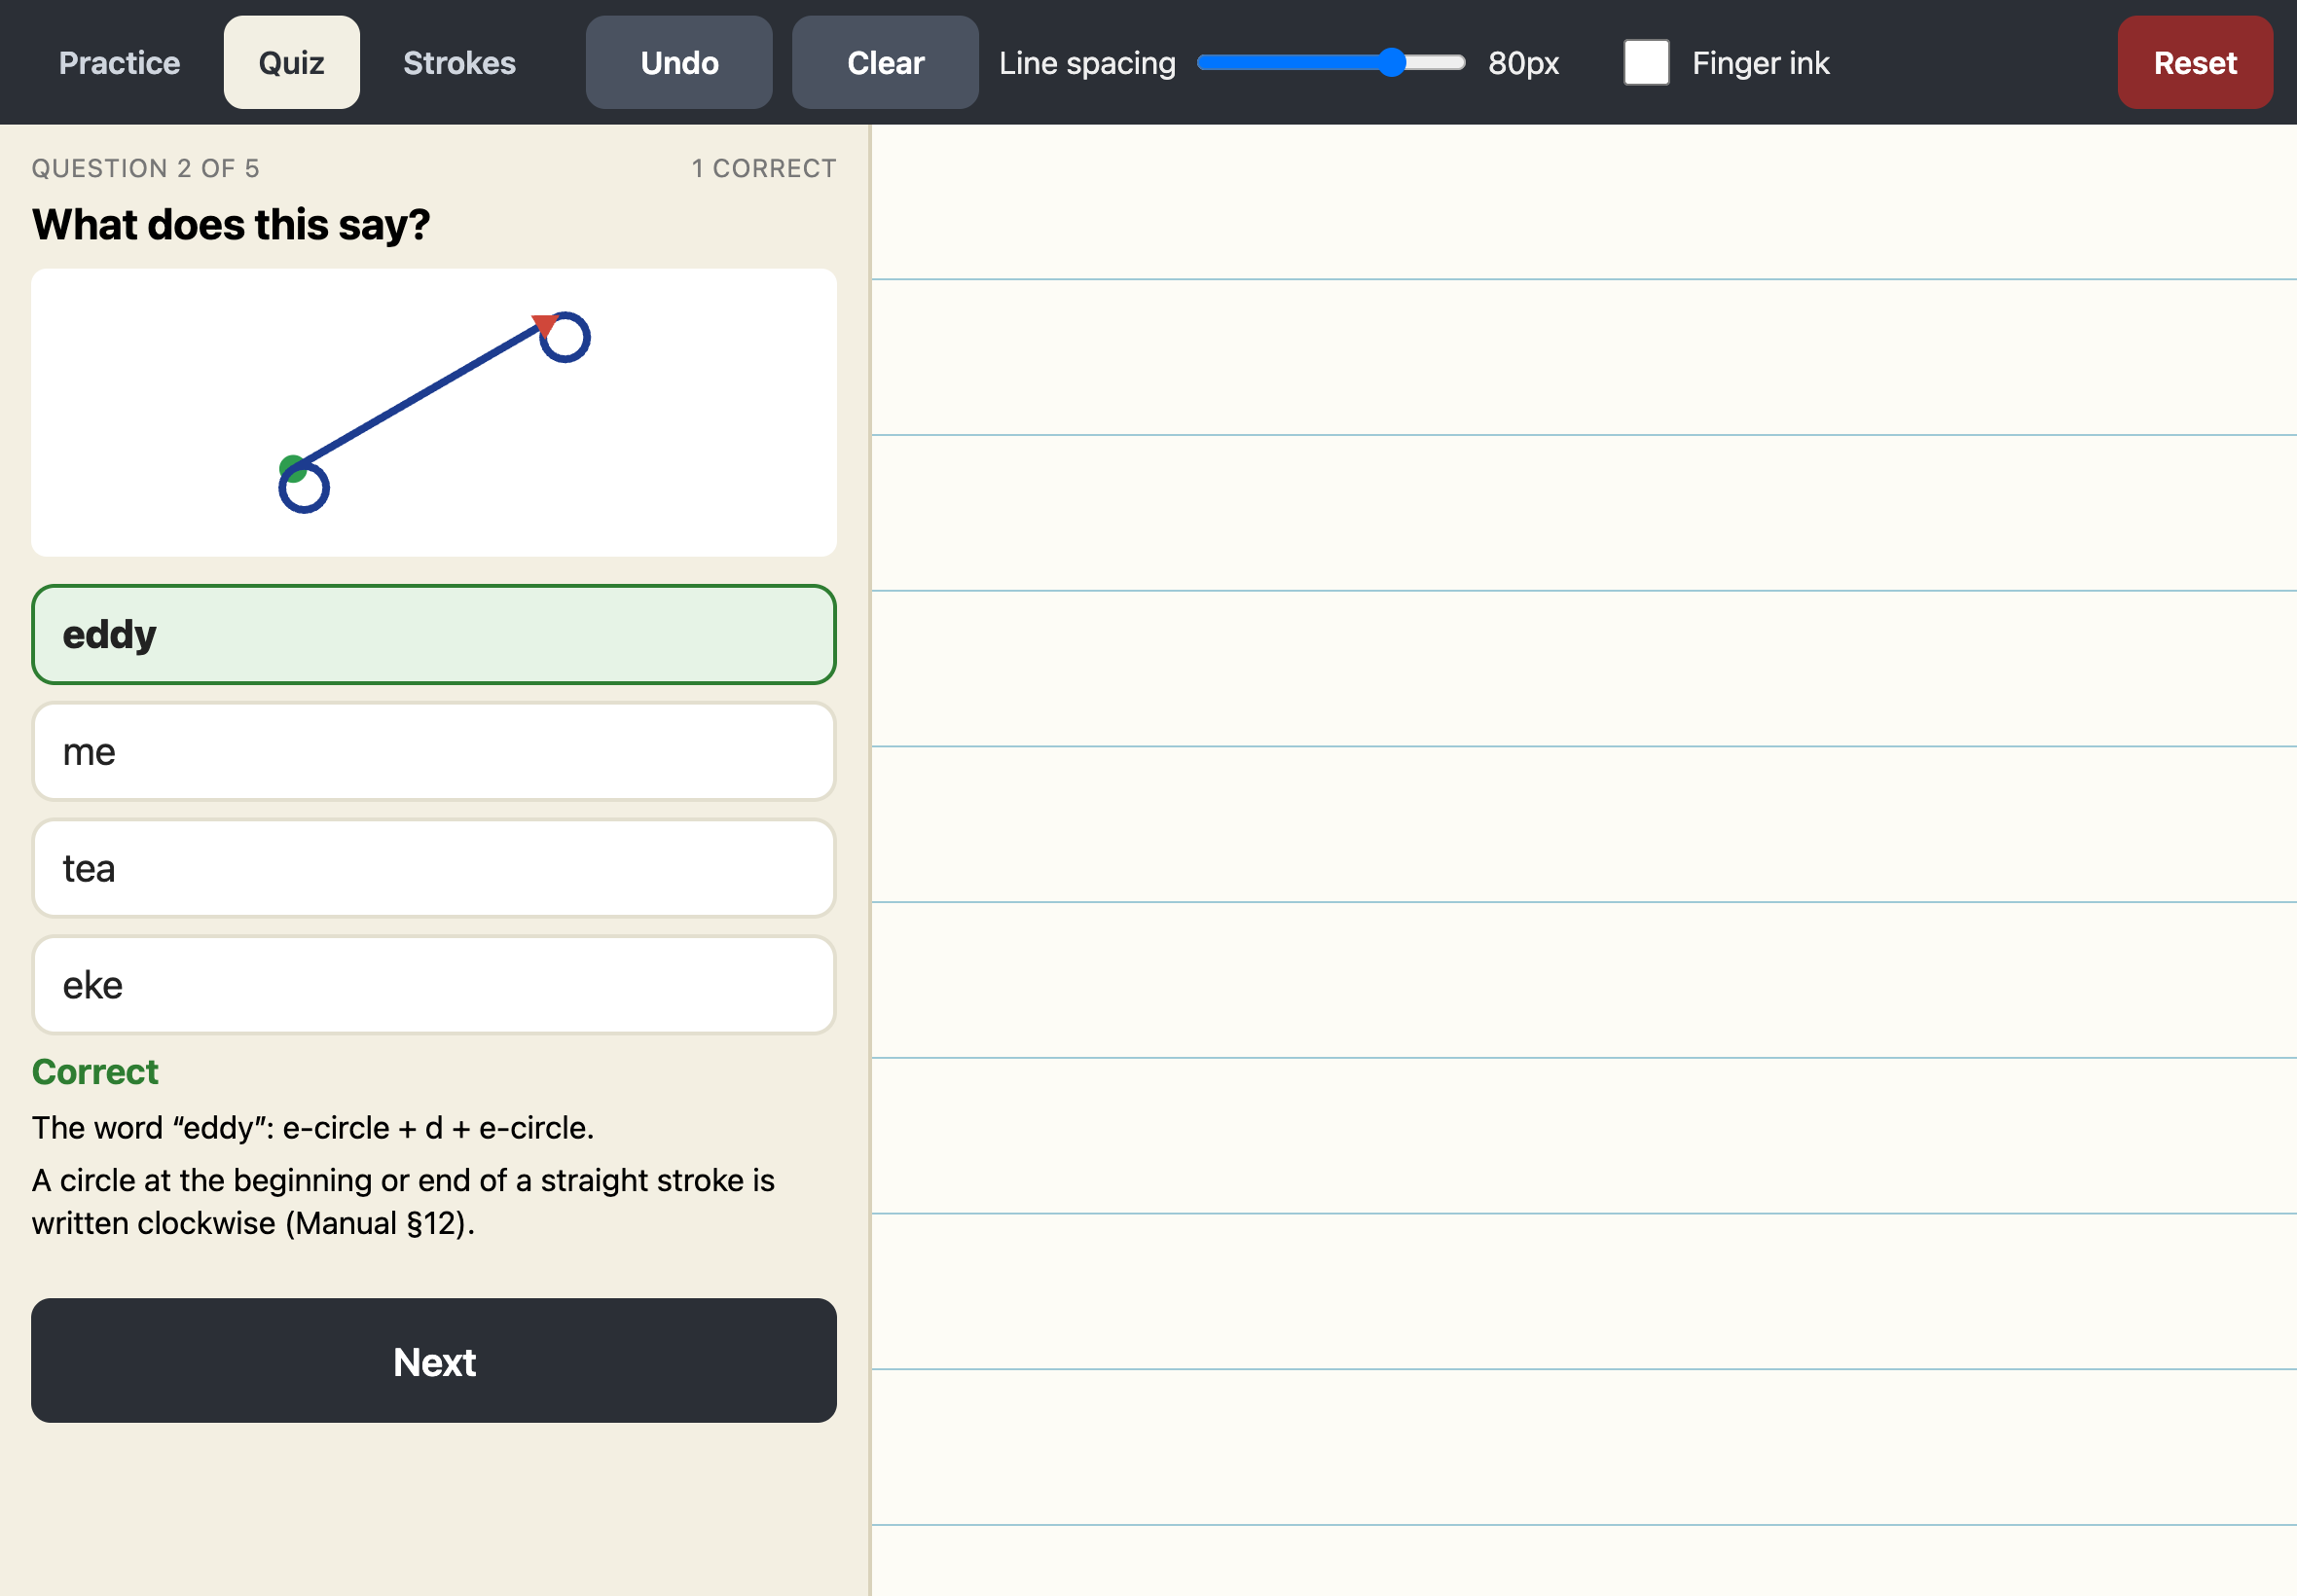 Practice Quiz Strokes Undo Clear Line spacing 80px Finger ink Reset
QUESTION 2 OF 5 1 CORRECT
What does this say?
eddy
me
tea
eke
Correct
The word “eddy”: e-circle + d + e-circle.
A circle at the beginning or end of a straight stroke is
written clockwise (Manual §12).
Next